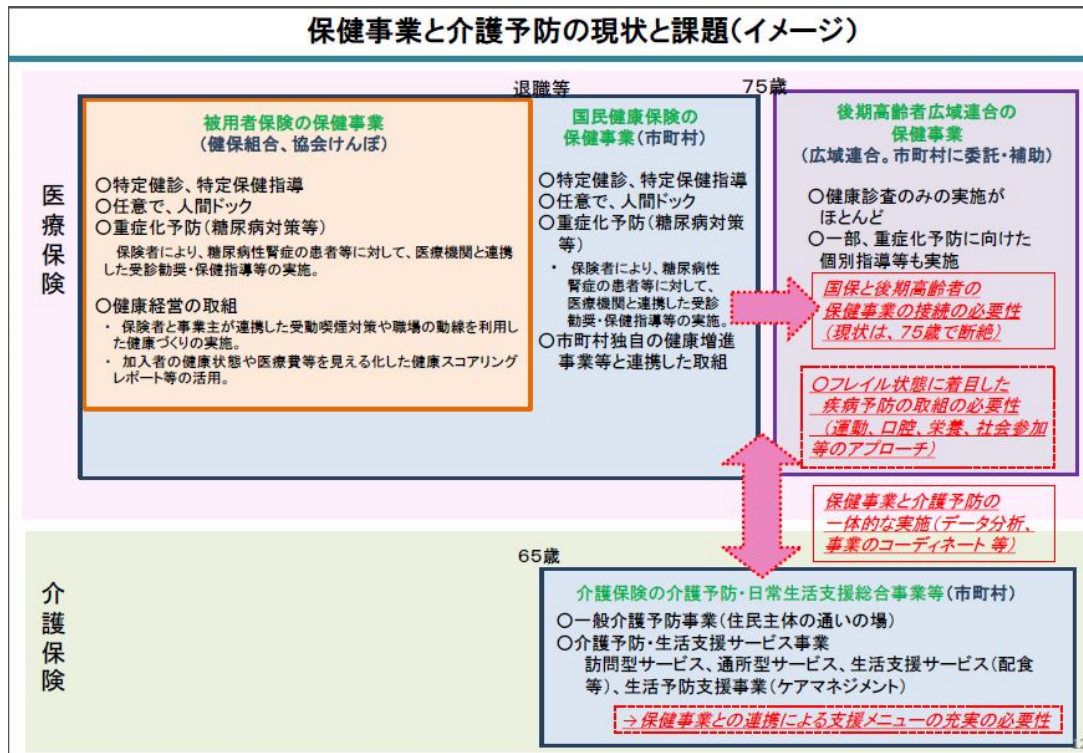 保健事業と介護予防の現状と課題(イメージ)
医療保険
退職等
75歳
被用者保険の保健事業
(健保組合、協会けんぽ)
○特定健診、特定保健指導
○任意で、人間ドック
○重症化予防(糖尿病対策等)
保険者により、糖尿病性腎症の患者等に対して、医療機関と連携
した受診勧奨・保健指導等の実施。
○健康経営の取組
・ 保険者と事業主が連携した受動喫煙対策や職場の動線を利用し
た健康づくりの実施。
・ 加入者の健康状態や医療費等を見える化した健康スコアリング
レポート等の活用。
国民健康保険の
保健事業(市町村)
○特定健診、特定保健指導
○任意で、人間ドック
○重症化予防(糖尿病対策
等)
・ 保険者により、糖尿病性
腎症の患者等に対して、
医療機関と連携した受診
勧奨・保健指導等の実施。
○市町村独自の健康増進
事業等と連携した取組
後期高齢者広域連合の
保健事業
(広域連合。市町村に委託・補助)
○健康診査のみの実施が
ほとんど
○一部、重症化予防に向けた
個別指導等も実施
国保と後期高齢者の
保健事業の接続の必要性
(現状は、75歳で断絶)
○フレイル状態に着目した
疾病予防の取組の必要性
(運動、口腔、栄養、社会参加
等のアプローチ)
保健事業と介護予防の
一体的な実施(データ分析、
事業のコーディネート 等)
介護保険
65歳
介護保険の介護予防・日常生活支援総合事業等(市町村)
○一般介護予防事業(住民主体の通いの場)
○介護予防・生活支援サービス事業
訪問型サービス、通所型サービス、生活支援サービス(配食
等)、生活予防支援事業(ケアマネジメント)
→保健事業との連携による支援メニューの充実の必要性